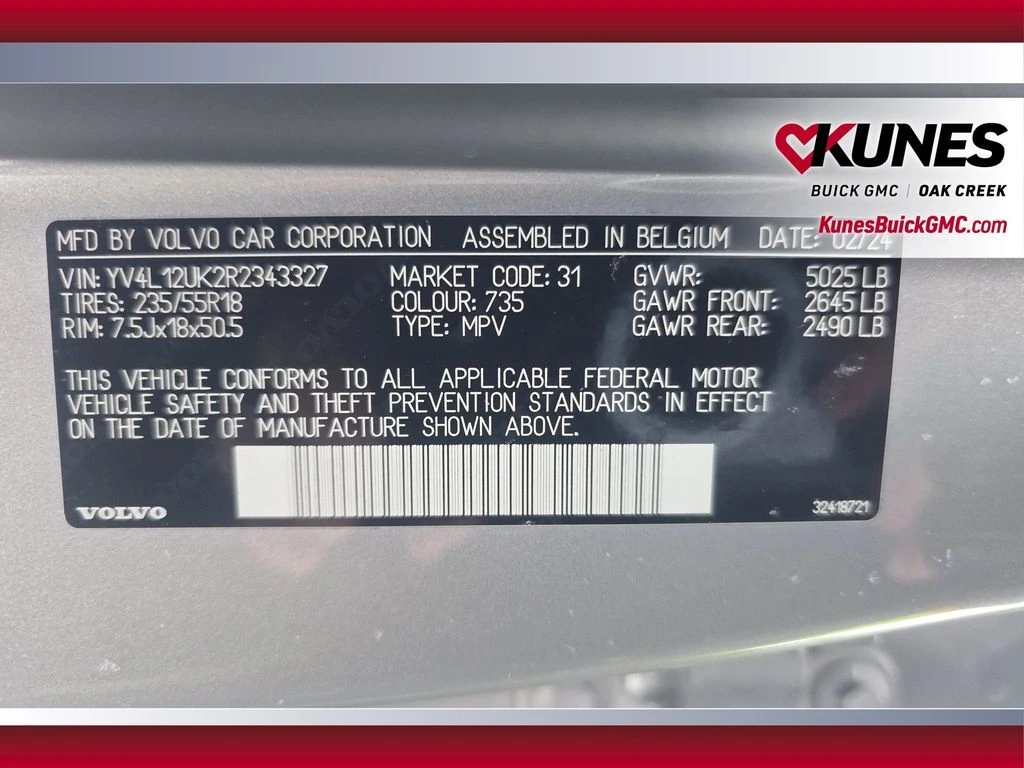 KUNES
BUICK GMC | OAK CREEK
KunesBuickGMC.com
MFD BY VOLVO CAR CORPORATION ASSEMBLED IN BELGIUM DATE: 02/24
VIN: YV4L12UK2R2343327 MARKET CODE: 31 GVWR: 5025 LB
TIRES: 235/55R18 COLOUR: 735 GAWR FRONT: 2645 LB
RIM: 7.5Jx18x50.5 TYPE: MPV GAWR REAR: 2490 LB
THIS VEHICLE CONFORMS TO ALL APPLICABLE FEDERAL MOTOR
VEHICLE SAFETY AND THEFT PREVENTION STANDARDS IN EFFECT
ON THE DATE OF MANUFACTURE SHOWN ABOVE.
VOLVO 32418721